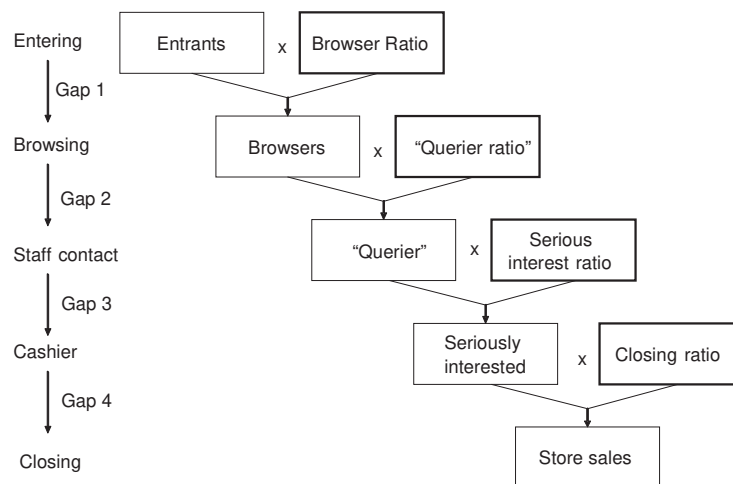 Entering
Entrants
x
Browser Ratio
Gap 1
Browsing
Browsers
x
“Querier ratio”
Gap 2
Staff contact
“Querier”
x
Serious
interest ratio
Gap 3
Cashier
Seriously
interested
x
Closing ratio
Gap 4
Closing
Store sales